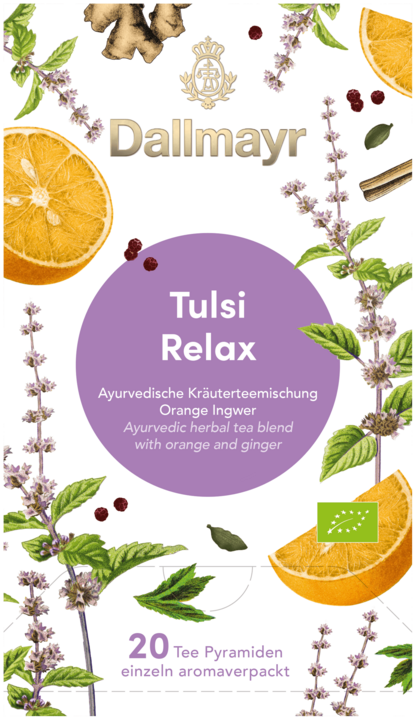 Dallmayr
Tulsi
Relax
Ayurvedische Kräuterteemischung
Orange Ingwer
Ayurvedic herbal tea blend
with orange and ginger
20 Tee Pyramiden
einzeln aromaverpackt